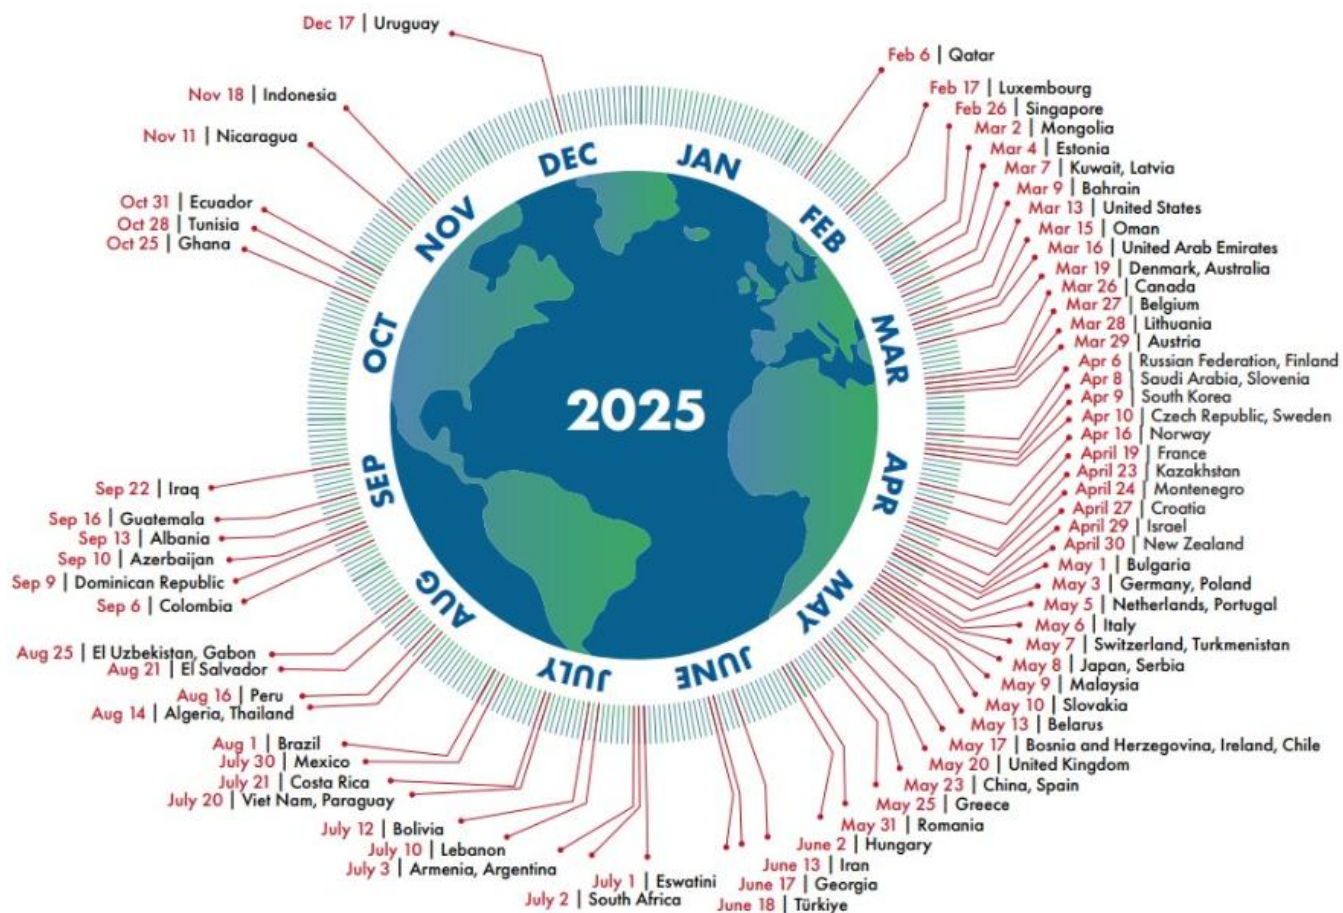 Dec 17 | Uruguay
Nov 18 | Indonesia
Nov 11 | Nicaragua
Oct 31 | Ecuador
Oct 28 | Tunisia
Oct 25 | Ghana
Sep 22 | Iraq
Sep 16 | Guatemala
Sep 13 | Albania
Sep 10 | Azerbaijan
Sep 9 | Dominican Republic
Sep 6 | Colombia
Aug 25 | El Uzbekistan, Gabon
Aug 21 | El Salvador
Aug 16 | Peru
Aug 14 | Algeria, Thailand
Aug 1 | Brazil
July 30 | Mexico
July 21 | Costa Rica
July 20 | Viet Nam, Paraguay
July 12 | Bolivia
July 10 | Lebanon
July 3 | Armenia, Argentina
July 2 | South Africa
July 1 | Eswatini
JAN
FEB
MAR
APR
MAY
JUNE
JULY
AUG
SEP
OCT
NOV
DEC
2025
Feb 6 | Qatar
Feb 17 | Luxembourg
Feb 26 | Singapore
Mar 2 | Mongolia
Mar 4 | Estonia
Mar 7 | Kuwait, Latvia
Mar 9 | Bahrain
Mar 13 | United States
Mar 15 | Oman
Mar 16 | United Arab Emirates
Mar 19 | Denmark, Australia
Mar 26 | Canada
Mar 27 | Belgium
Mar 28 | Lithuania
Mar 29 | Austria
Apr 6 | Russian Federation, Finland
Apr 8 | Saudi Arabia, Slovenia
Apr 9 | South Korea
Apr 10 | Czech Republic, Sweden
Apr 16 | Norway
April 19 | France
April 23 | Kazakhstan
April 24 | Montenegro
April 27 | Croatia
April 29 | Israel
April 30 | New Zealand
May 1 | Bulgaria
May 3 | Germany, Poland
May 5 | Netherlands, Portugal
May 6 | Italy
May 7 | Switzerland, Turkmenistan
May 8 | Japan, Serbia
May 9 | Malaysia
May 10 | Slovakia
May 13 | Belarus
May 17 | Bosnia and Herzegovina, Ireland, Chile
May 20 | United Kingdom
May 23 | China, Spain
May 25 | Greece
May 31 | Romania
June 2 | Hungary
June 13 | Iran
June 17 | Georgia
June 18 | Türkiye